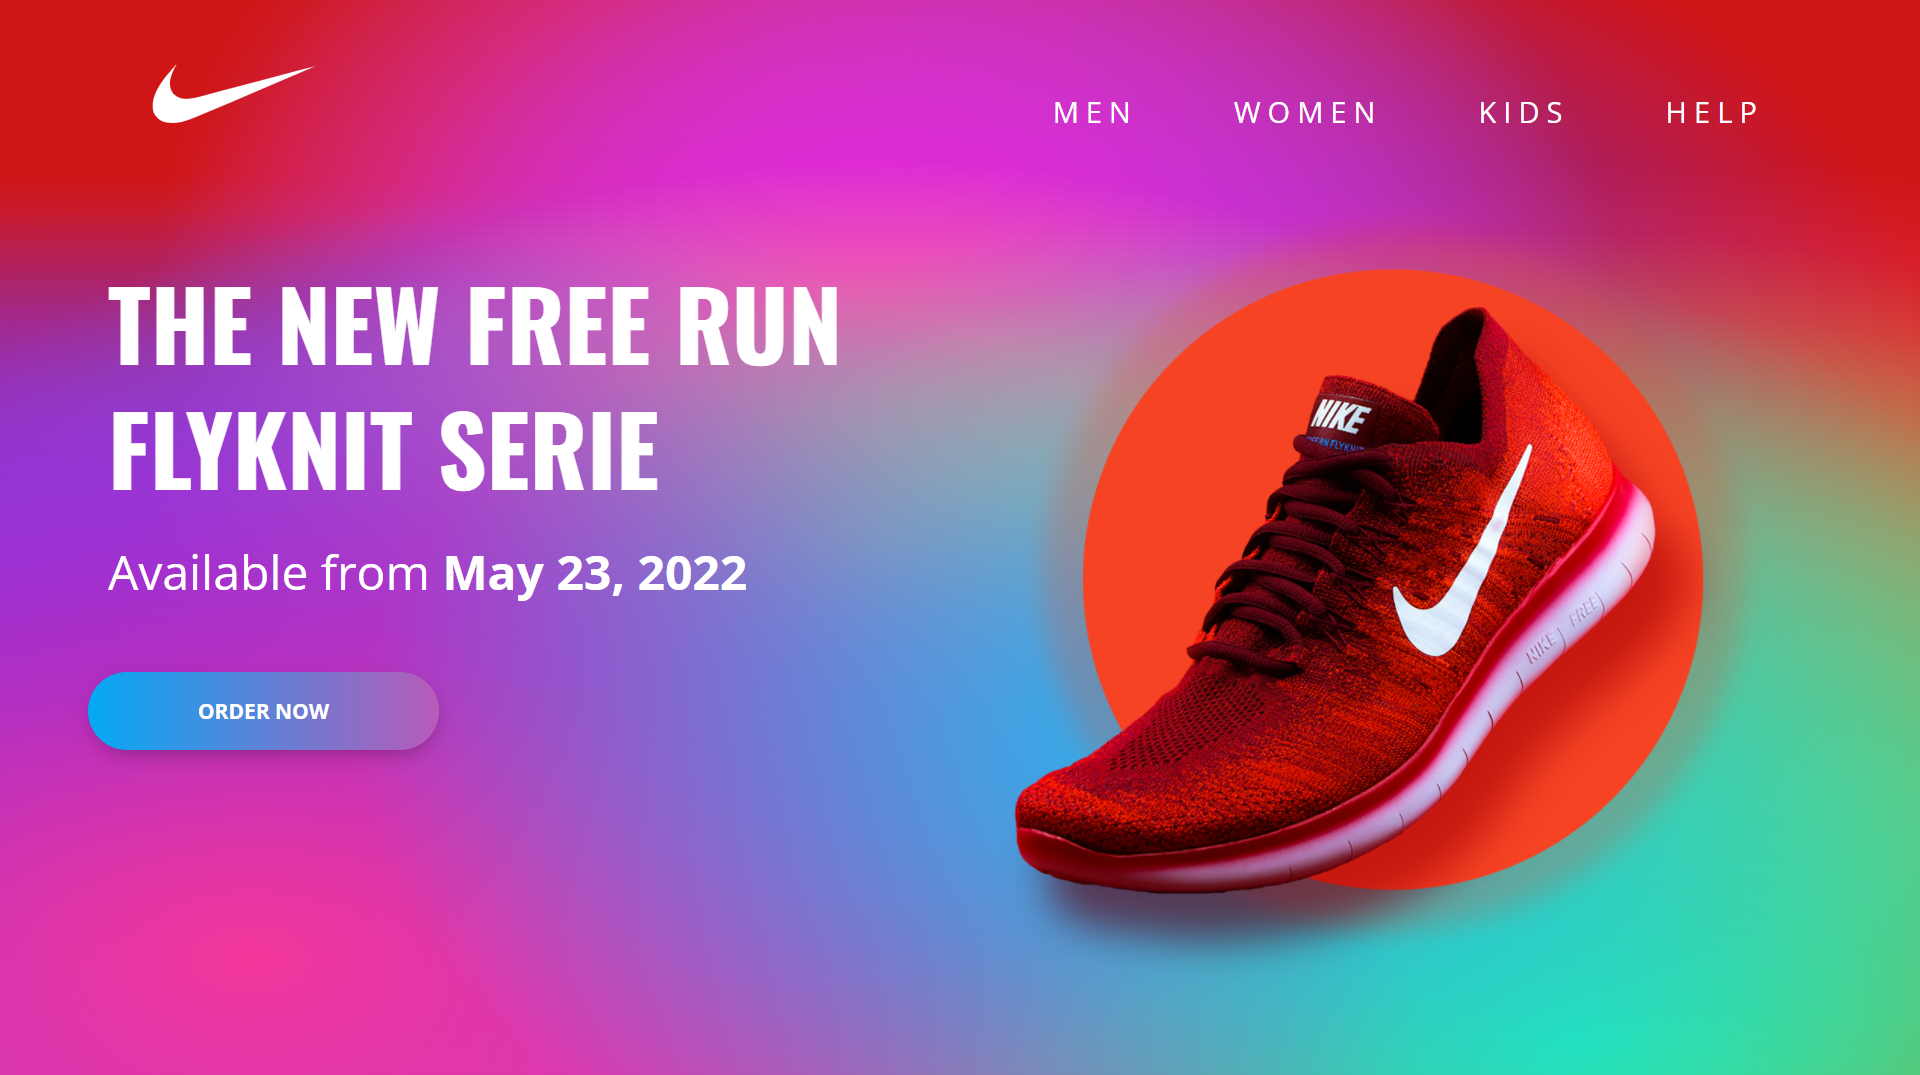 MEN WOMEN KIDS HELP
THE NEW FREE RUN
FLYKNIT SERIE
Available from May 23, 2022
ORDER NOW
NIKE
NIKE FREE